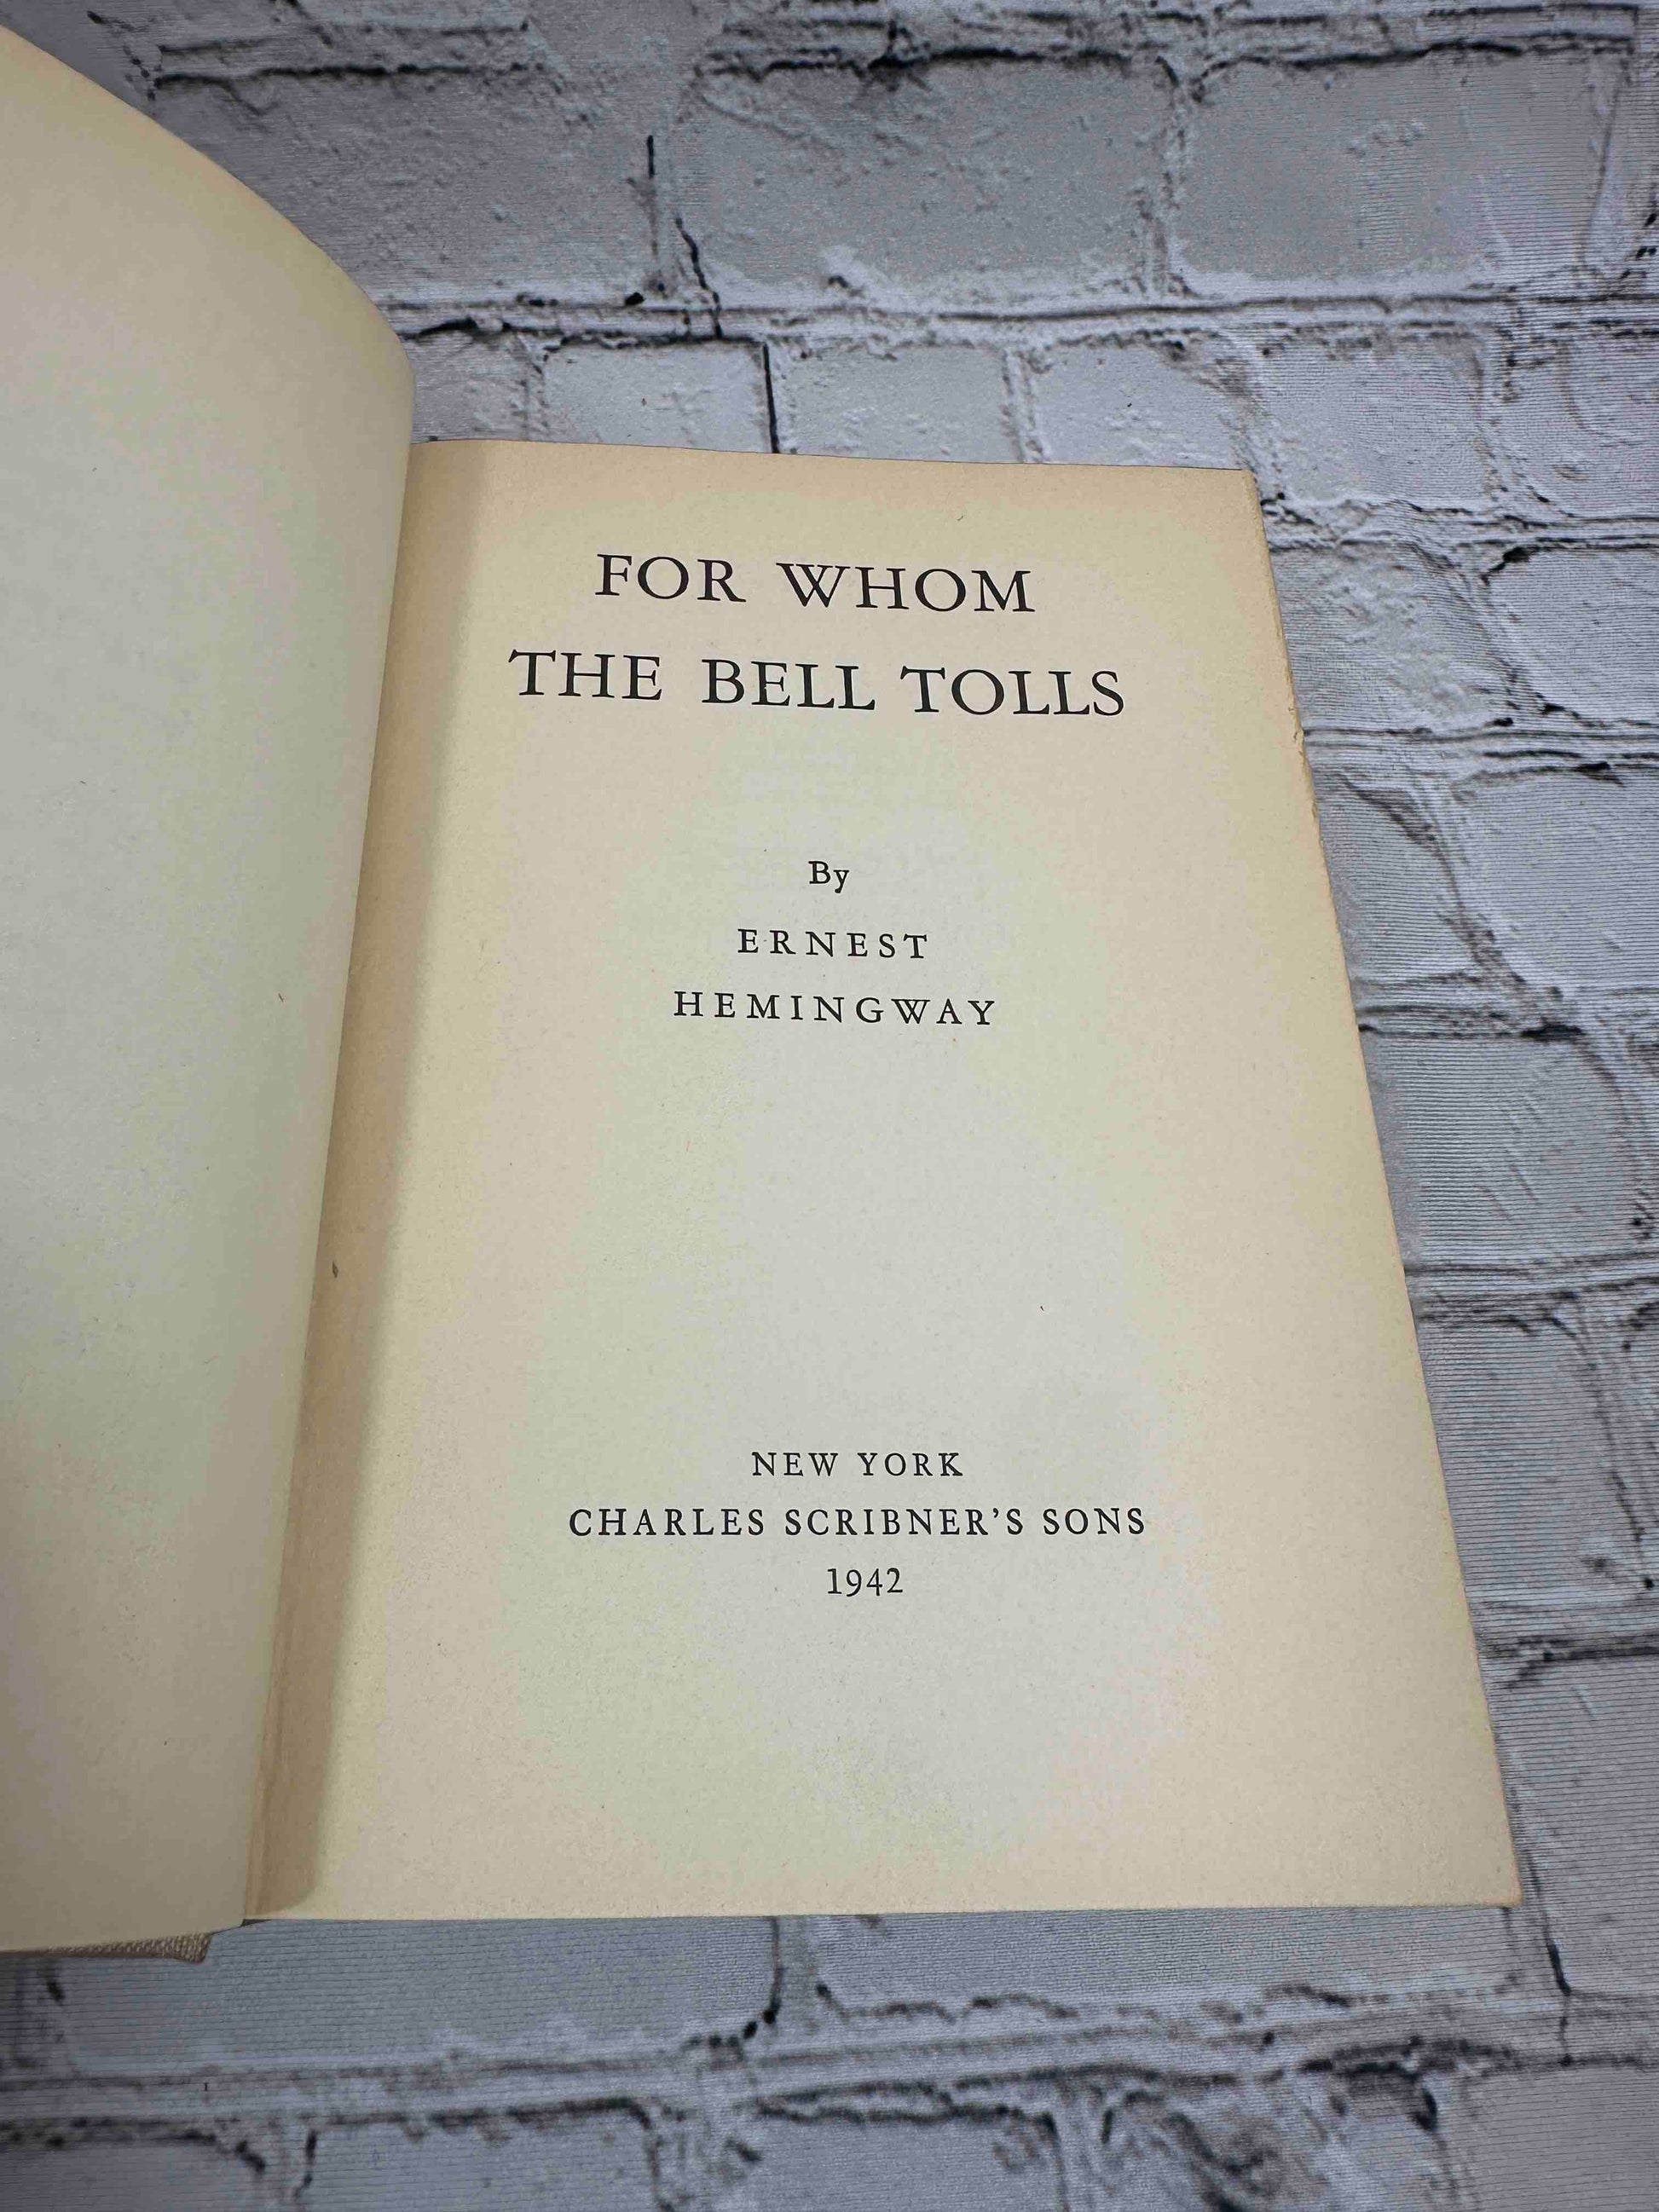 FOR WHOM
THE BELL TOLLS
By
ERNEST
HEMINGWAY
NEW YORK
CHARLES SCRIBNER'S SONS
1942